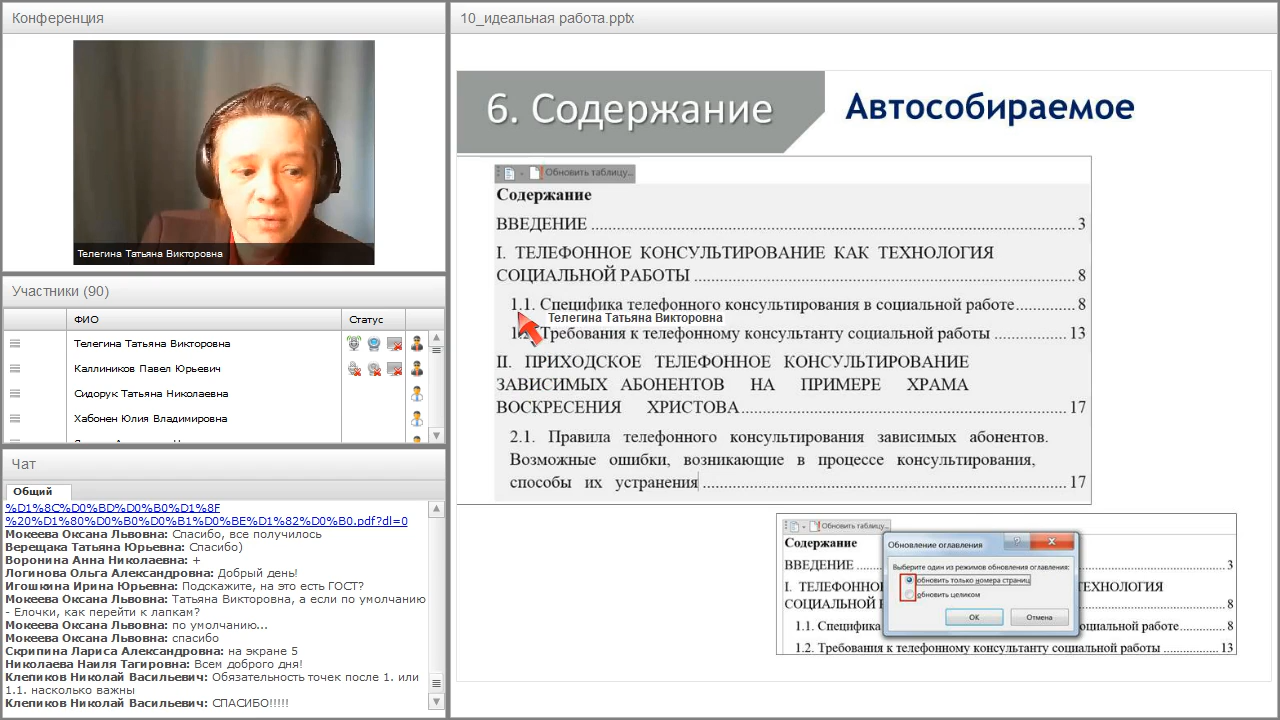 Конференция
Телегина Татьяна Викторовна
Участники (90)
ФИО
Статус
Телегина Татьяна Викторовна
Каллиников Павел Юрьевич
Сидорук Татьяна Николаевна
Хабонен Юлия Владимировна
Чат
Общий
%D1%8C%D0%BD%D0%B0%D1%8F
%20%D1%80%D0%B0%D0%B1%D0%BE%D1%82%D0%B0.pdf?dl=0
Мокеева Оксана Львовна: Спасибо, все получилось
Верещака Татьяна Юрьевна: Спасибо)
Воронина Анна Николаевна: +
Логинова Ольга Александровна: Добрый день!
Игошкина Ирина Юрьевна: Подскажите, на это есть ГОСТ?
Мокеева Оксана Львовна: Татьяна Викторовна, а если по умолчанию
- Елочки, как перейти к лапкам?
Мокеева Оксана Львовна: по умолчанию...
Мокеева Оксана Львовна: спасибо
Скрипина Лариса Александровна: на экране 5
Николаева Наиля Тагировна: Всем доброго дня!
Клепиков Николай Васильевич: Обязательность точек после 1. или
1.1. насколько важны
Клепиков Николай Васильевич: СПАСИБО!!!!!
10_идеальная работа.pptx
6. Содержание
Автособираемое
Обновить таблицу...
Содержание
ВВЕДЕНИЕ ... 3
I. ТЕЛЕФОННОЕ КОНСУЛЬТИРОВАНИЕ КАК ТЕХНОЛОГИЯ
СОЦИАЛЬНОЙ РАБОТЫ ... 8
1.1. Специфика телефонного консультирования в социальной работе ... 8
Телегина Татьяна Викторовна
1.2. Требования к телефонному консультанту социальной работы ... 13
II. ПРИХОДСКОЕ ТЕЛЕФОННОЕ КОНСУЛЬТИРОВАНИЕ
ЗАВИСИМЫХ АБОНЕНТОВ НА ПРИМЕРЕ ХРАМА
ВОСКРЕСЕНИЯ ХРИСТОВА ... 17
2.1. Правила телефонного консультирования зависимых абонентов.
Возможные ошибки, возникающие в процессе консультирования,
способы их устранения ... 17
Обновить таблицу...
Содержание
ВВЕДЕНИЕ ... 3
I. ТЕЛЕФОННО ТЕХНОЛОГИЯ
СОЦИАЛЬНОЙ Р ... 8
1.1. Специфика оциальной работе ... 8
1.2. Требования к телефонному консультанту социальной работы ... 13
Обновление оглавления
Выберите один из режимов обновления оглавления:
обновить только номера страниц
обновить целиком
ОК
Отмена